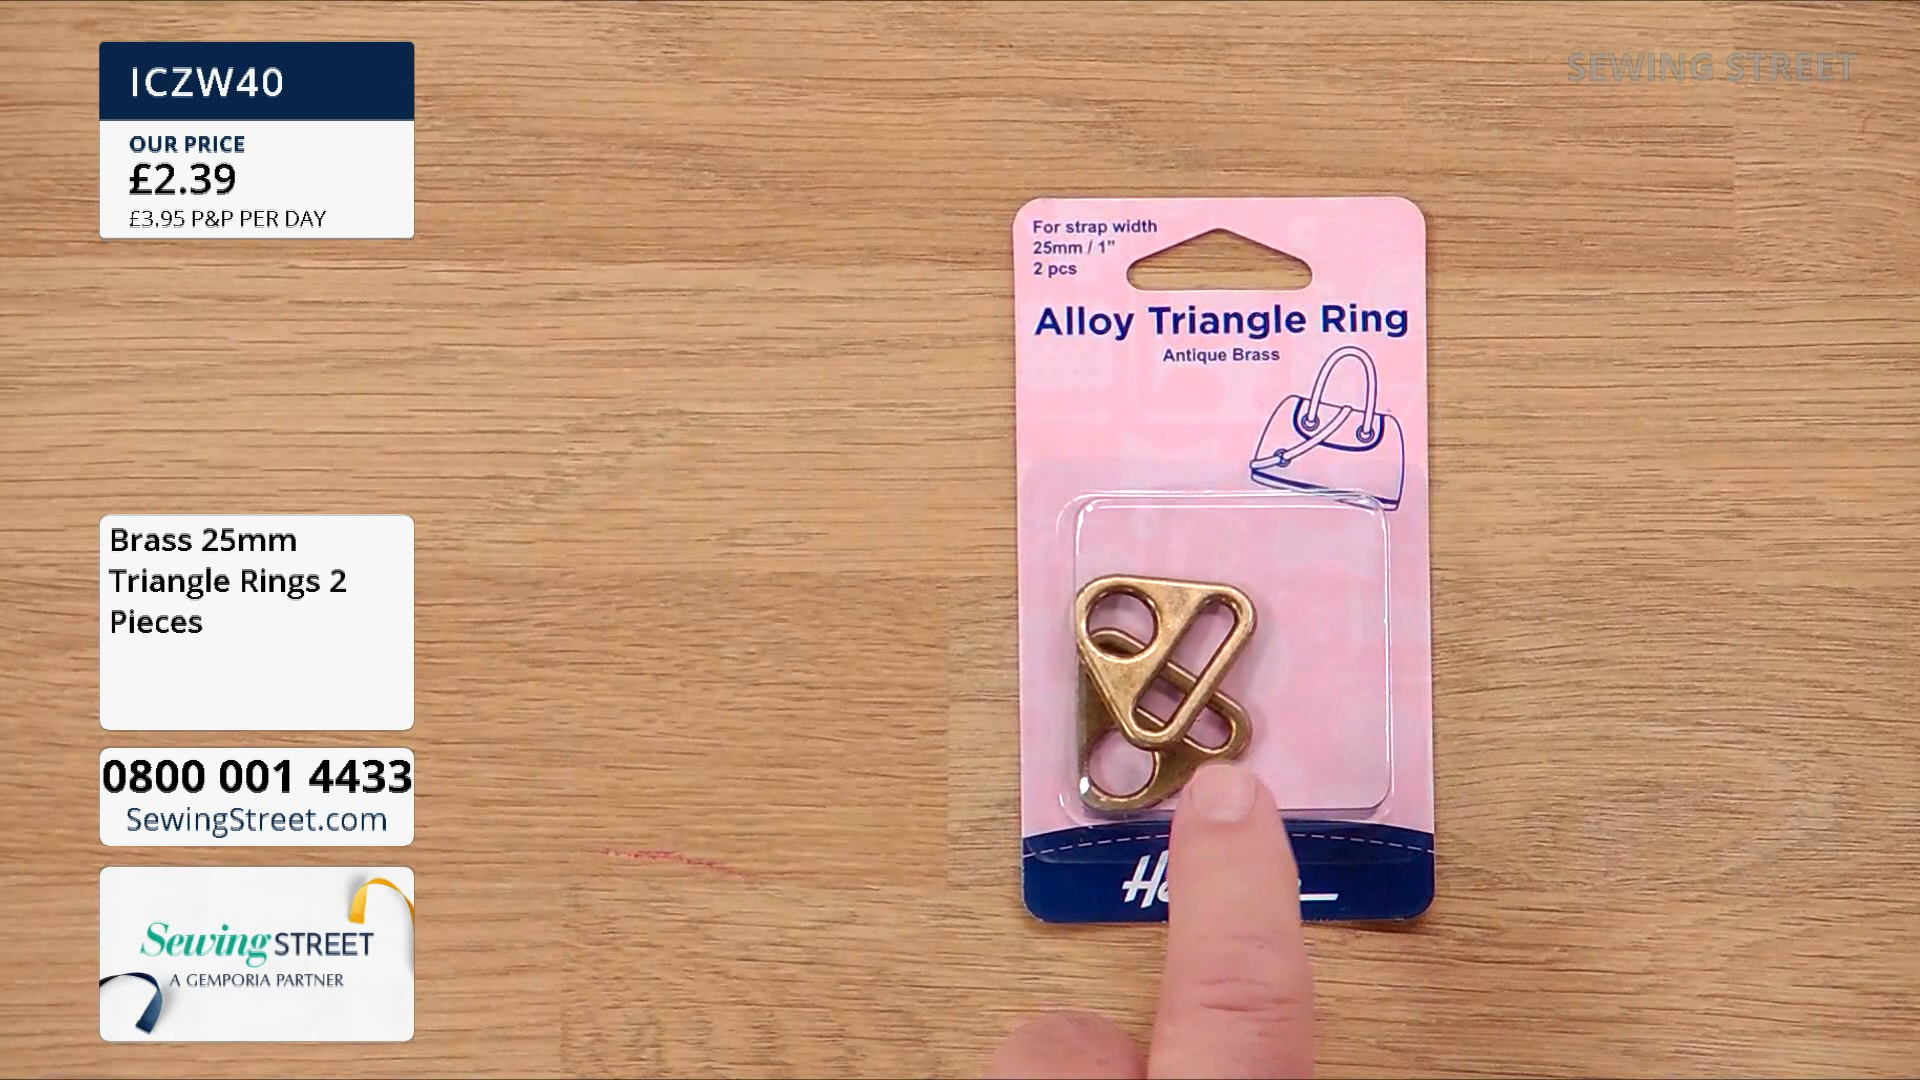 ICZW40
OUR PRICE
£2.39
£3.95 P&P PER DAY
Brass 25mm
Triangle Rings 2
Pieces
0800 001 4433
SewingStreet.com
Sewing STREET
A GEMPORIA PARTNER
SEWING STREET
For strap width
25mm / 1”
2 pcs
Alloy Triangle Ring
Antique Brass